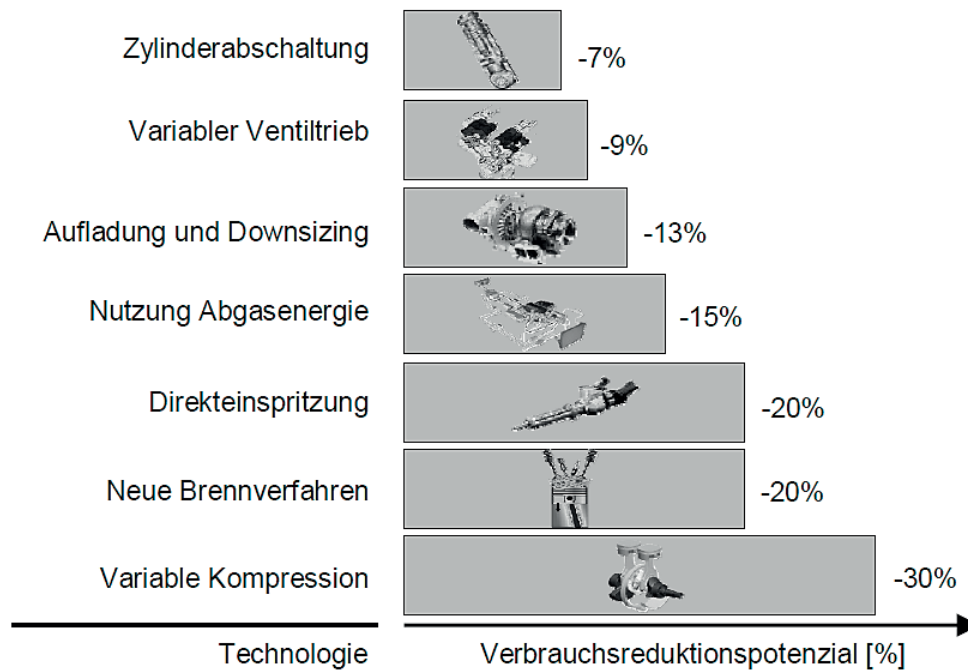 Zylinderabschaltung -7%
Variabler Ventiltrieb -9%
Aufladung und Downsizing -13%
Nutzung Abgasenergie -15%
Direkteinspritzung -20%
Neue Brennverfahren -20%
Variable Kompression -30%
Technologie Verbrauchsreduktionspotenzial [%]